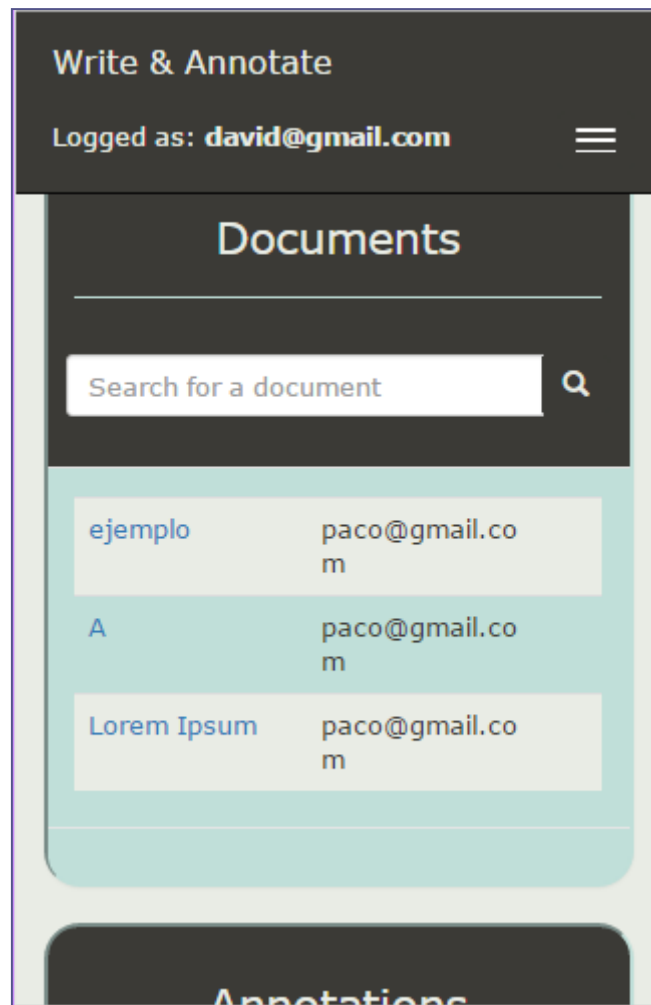 Write & Annotate
Logged as: david@gmail.com
Documents
Search for a document
ejemplo paco@gmail.co
m
A paco@gmail.co
m
Lorem Ipsum paco@gmail.co
m
Annotations